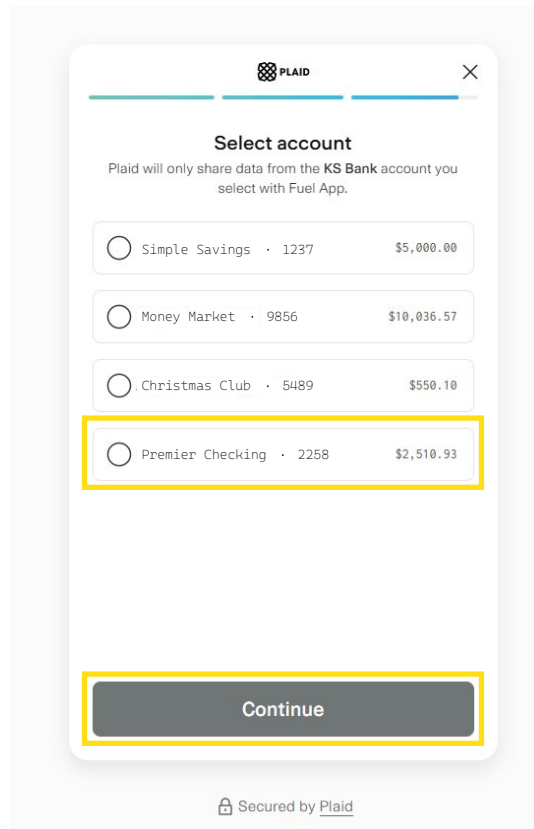 PLAID
Select account
Plaid will only share data from the KS Bank account you
select with Fuel App.
Simple Savings · 1237 $5,000.00
Money Market · 9856 $10,036.57
Christmas Club · 5489 $550.10
Premier Checking · 2258 $2,510.93
Continue
Secured by Plaid